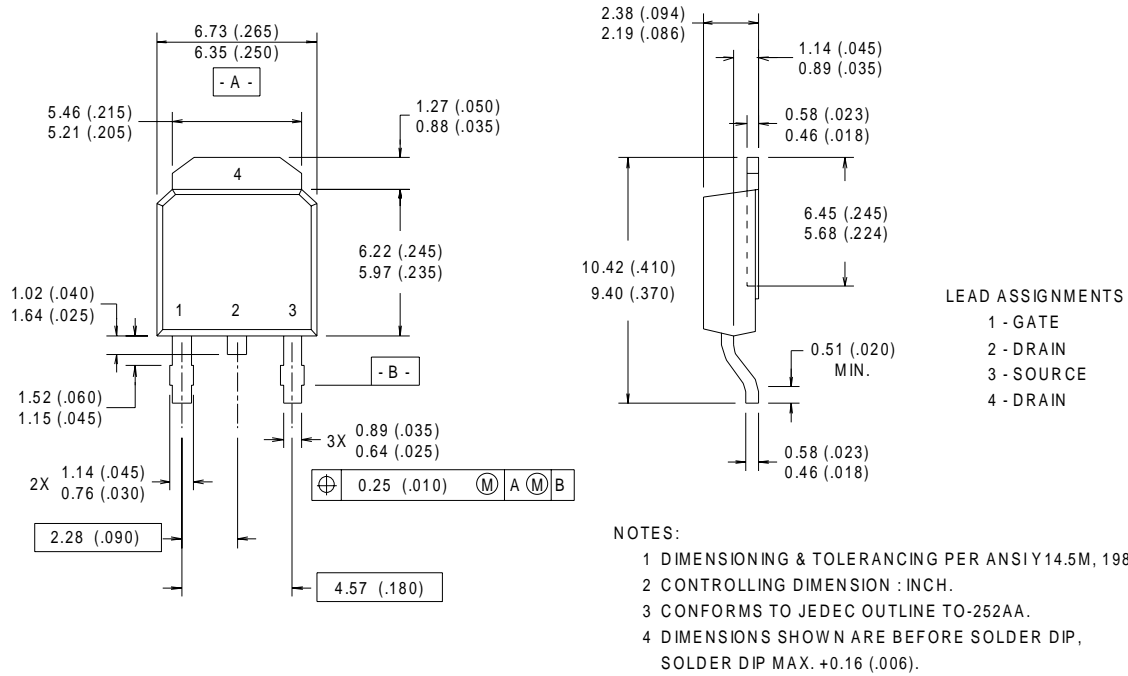 6.73 (.265)
6.35 (.250)
- A -
5.46 (.215)
5.21 (.205)
1.27 (.050)
0.88 (.035)
4
6.22 (.245)
5.97 (.235)
1.02 (.040)
1.64 (.025)
1 2 3
1.52 (.060)
1.15 (.045)
- B -
3X 0.89 (.035)
0.64 (.025)
2X 1.14 (.045)
0.76 (.030)
0.25 (.010) M A M B
2.28 (.090)
4.57 (.180)
2.38 (.094)
2.19 (.086)
1.14 (.045)
0.89 (.035)
0.58 (.023)
0.46 (.018)
6.45 (.245)
5.68 (.224)
10.42 (.410)
9.40 (.370)
0.51 (.020)
MIN.
0.58 (.023)
0.46 (.018)
LEAD ASSIGNMENTS
1 - GATE
2 - DRAIN
3 - SOURCE
4 - DRAIN
NOTES:
1 DIMENSIONING & TOLERANCING PER ANSI Y14.5M, 198
2 CONTROLLING DIMENSION : INCH.
3 CONFORMS TO JEDEC OUTLINE TO-252AA.
4 DIMENSIONS SHOWN ARE BEFORE SOLDER DIP,
SOLDER DIP MAX. +0.16 (.006).